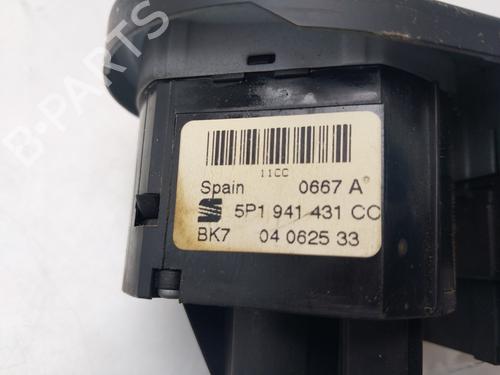 B-PARTS
11CC
Spain 0667 A
5P1 941 431 CC
BK7 04 0625 33